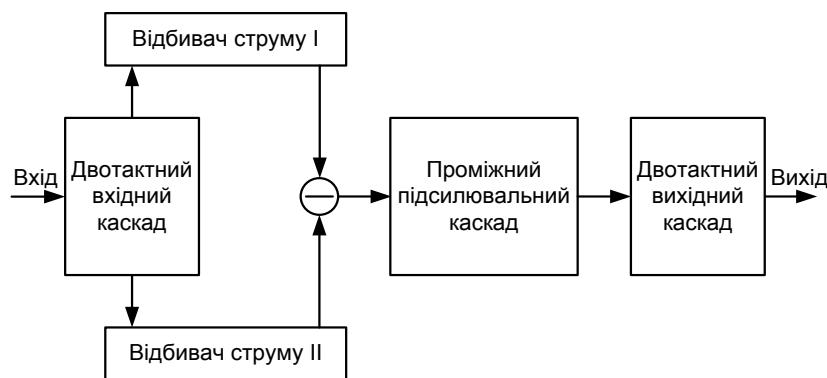 Відбивач струму I
Вхід
Двотактний
вхідний
каскад
Проміжний
підсилювальний
каскад
Двотактний
вихідний
каскад
Вихід
Відбивач струму II